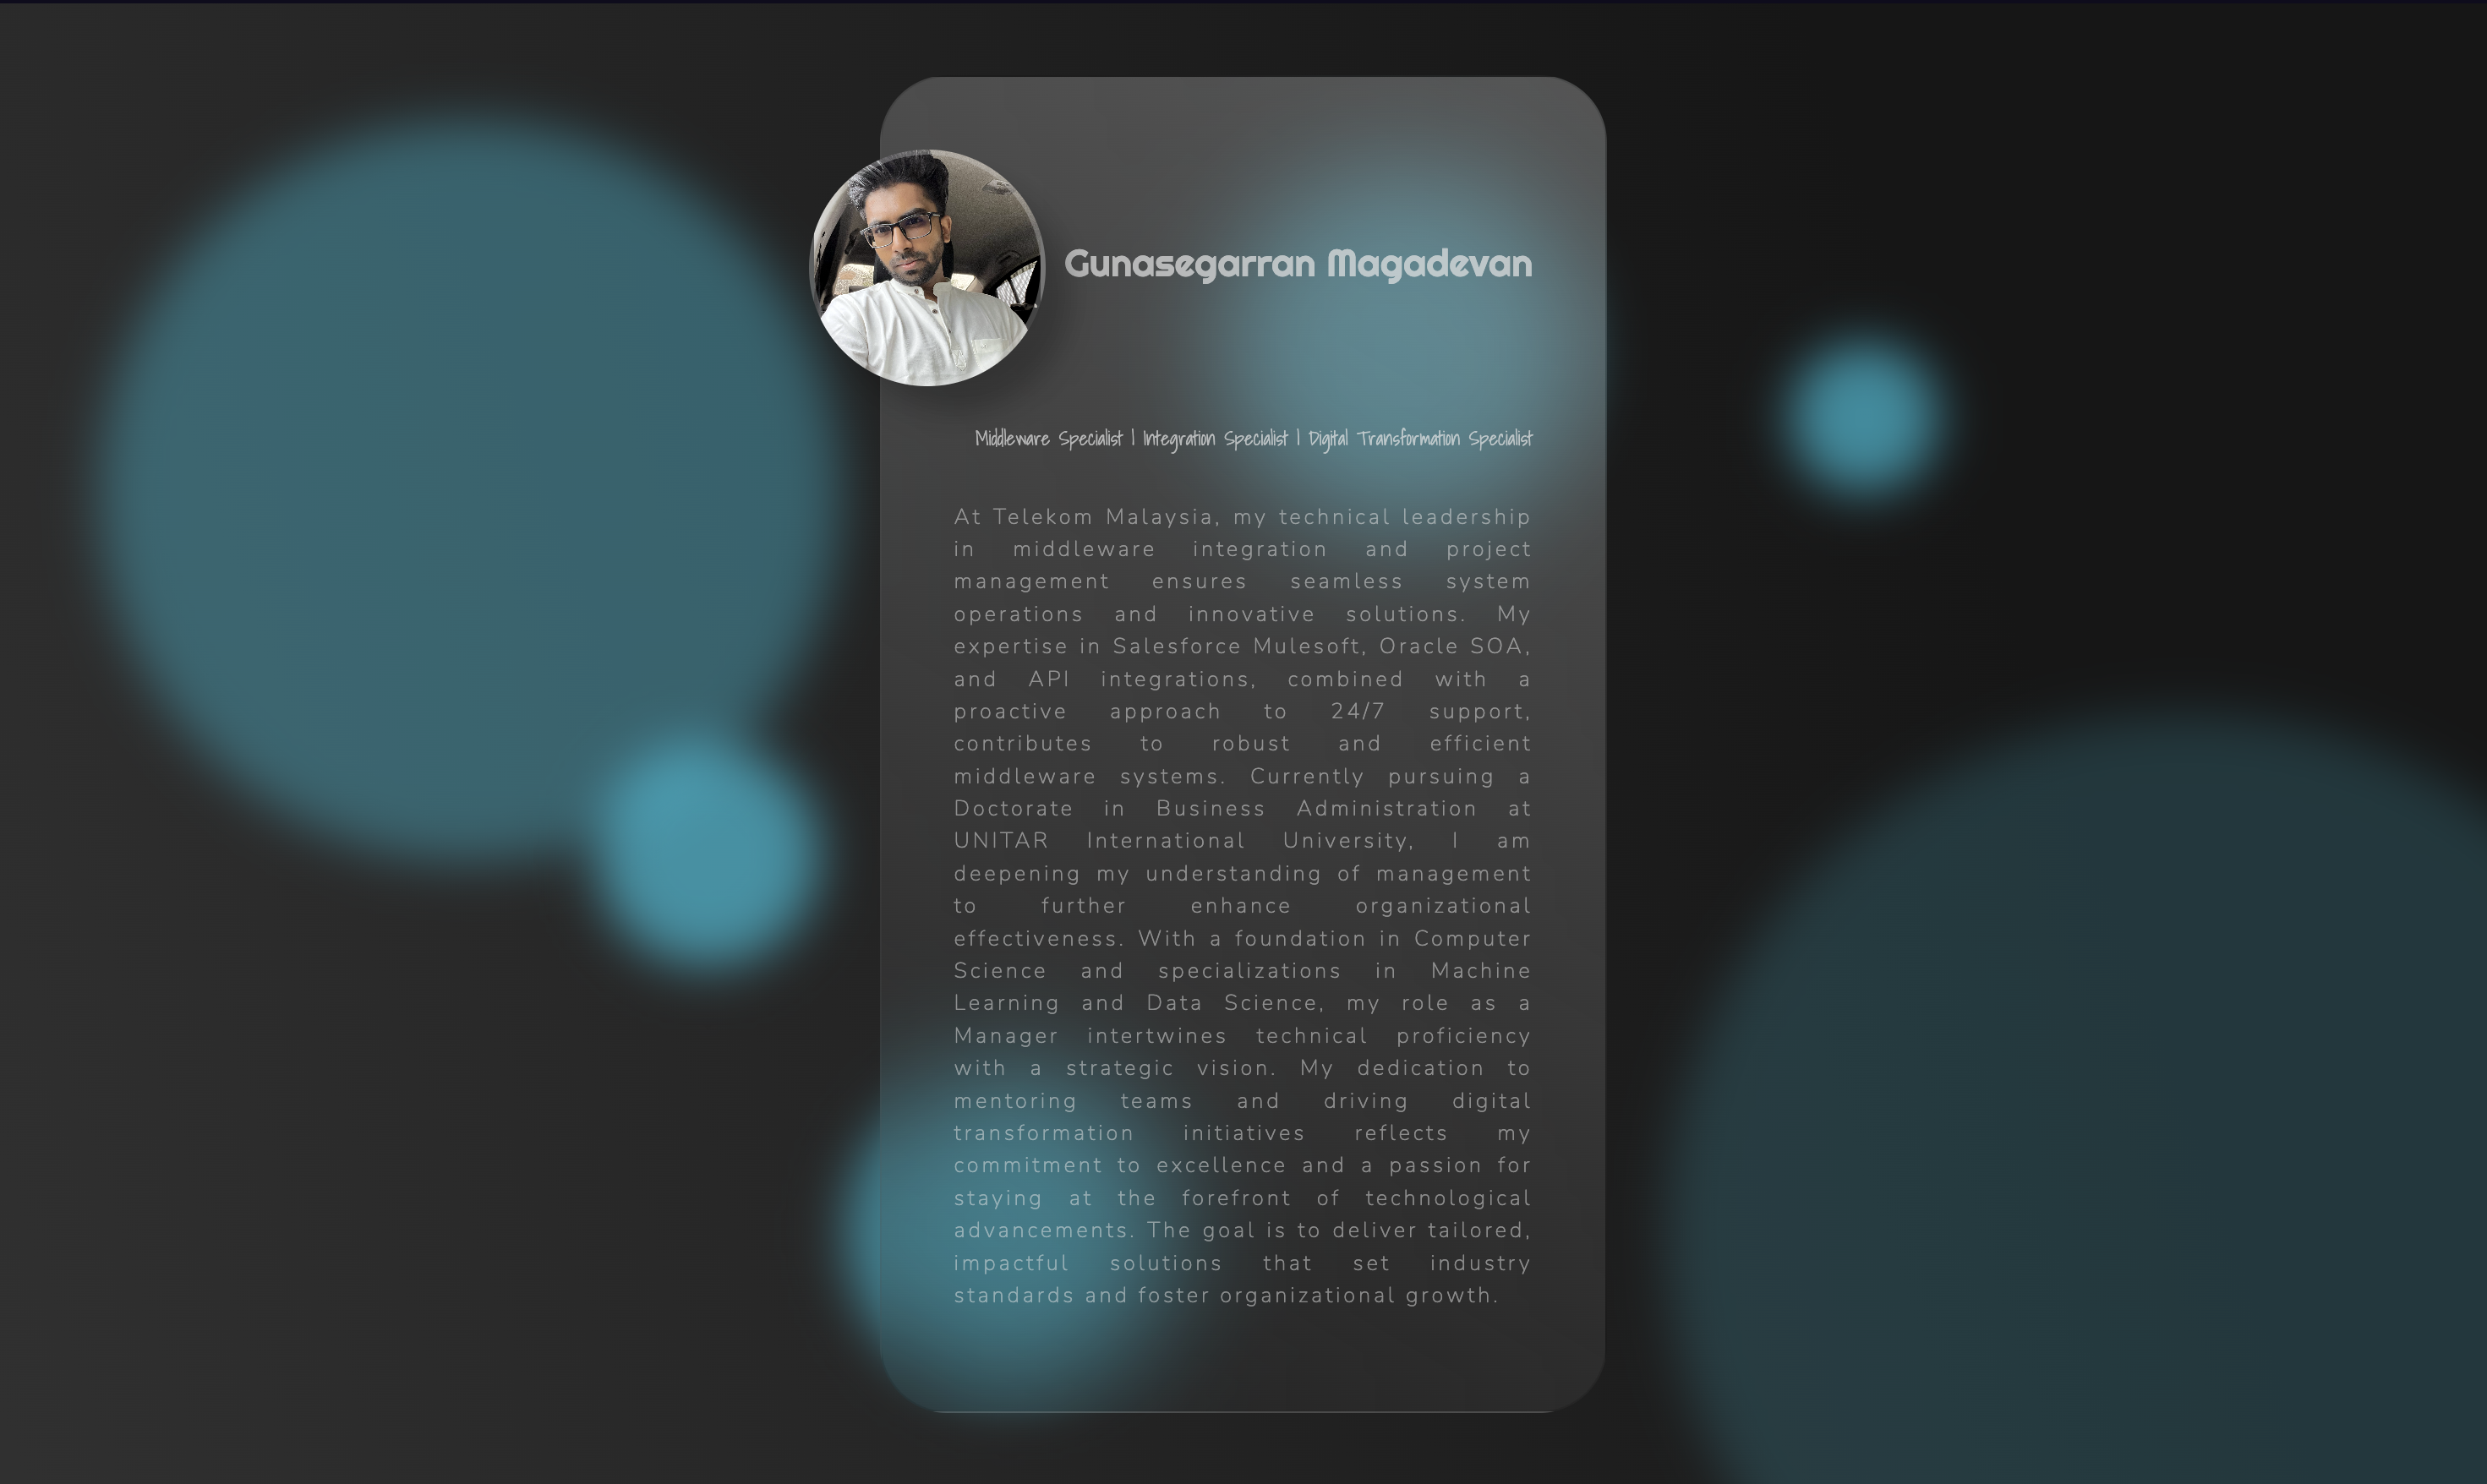 Gunasegarran Magadevan
Middleware Specialist | Integration Specialist | Digital Transformation Specialist
At Telekom Malaysia, my technical leadership
in middleware integration and project
management ensures seamless system
operations and innovative solutions. My
expertise in Salesforce Mulesoft, Oracle SOA,
and API integrations, combined with a
proactive approach to 24/7 support,
contributes to robust and efficient
middleware systems. Currently pursuing a
Doctorate in Business Administration at
UNITAR International University, I am
deepening my understanding of management
to further enhance organizational
effectiveness. With a foundation in Computer
Science and specializations in Machine
Learning and Data Science, my role as a
Manager intertwines technical proficiency
with a strategic vision. My dedication to
mentoring teams and driving digital
transformation initiatives reflects my
commitment to excellence and a passion for
staying at the forefront of technological
advancements. The goal is to deliver tailored,
impactful solutions that set industry
standards and foster organizational growth.